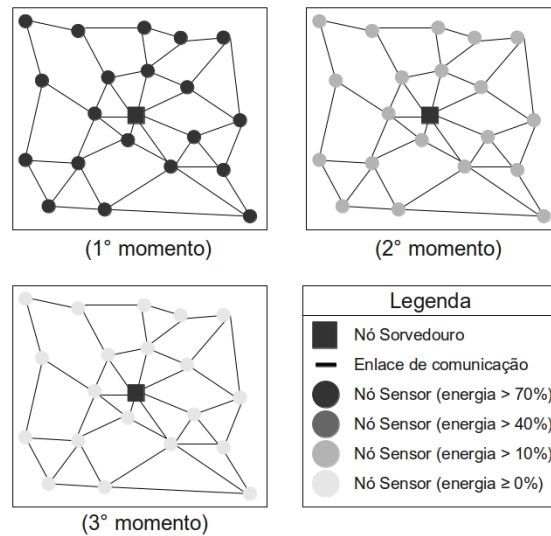 (1° momento)
(2° momento)
(3° momento)
Legenda
Nó Sorvedouro
Enlace de comunicação
Nó Sensor (energia > 70%)
Nó Sensor (energia > 40%)
Nó Sensor (energia > 10%)
Nó Sensor (energia ≥ 0%)